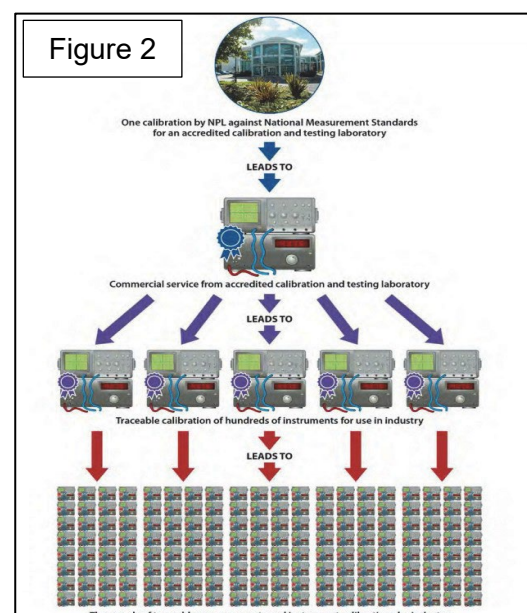 Figure 2
One calibration by NPL against National Measurement Standards
for an accredited calibration and testing laboratory
LEADS TO
Commercial service from accredited calibration and testing laboratory
LEADS TO
Traceable calibration of hundreds of instruments for use in industry
LEADS TO